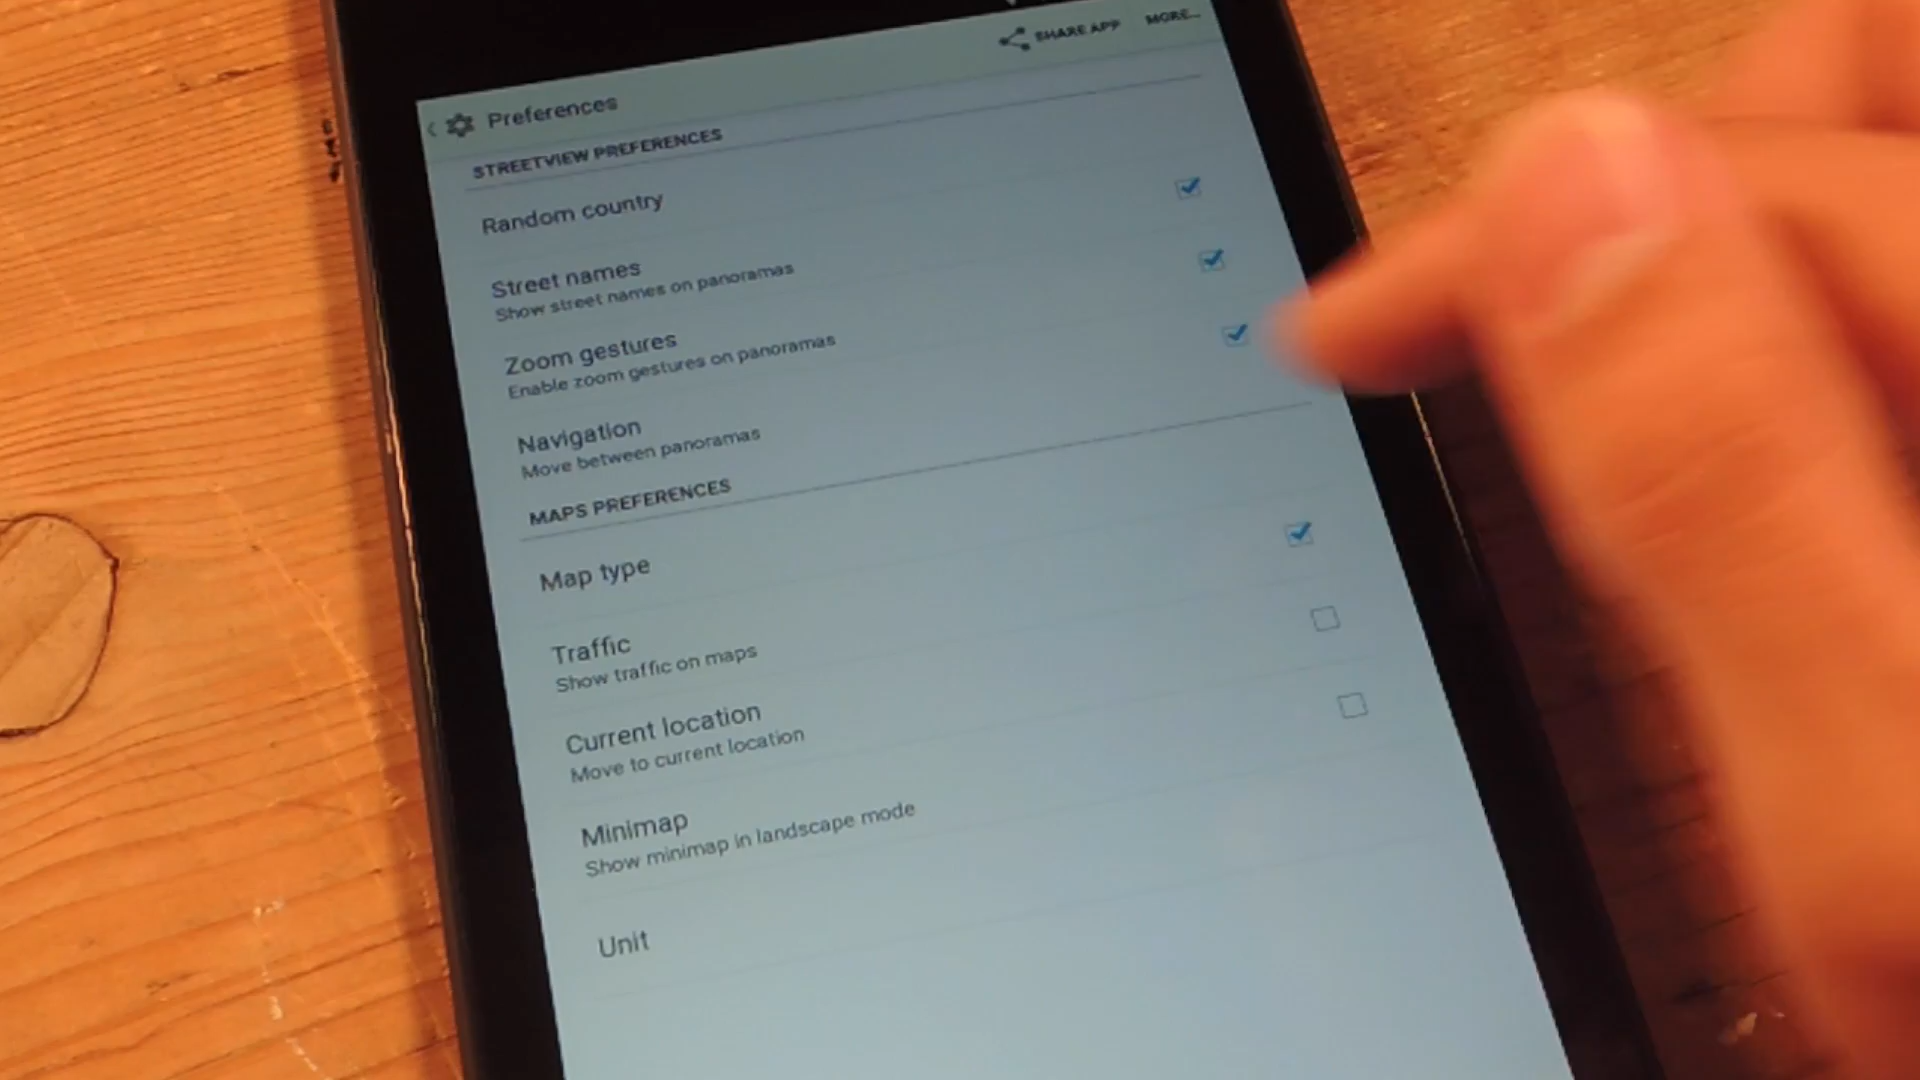 SHARE APP MORE...
Preferences
STREETVIEW PREFERENCES
Random country
Street names
Show street names on panoramas
Zoom gestures
Enable zoom gestures on panoramas
Navigation
Move between panoramas
MAPS PREFERENCES
Map type
Traffic
Show traffic on maps
Current location
Move to current location
Minimap
Show minimap in landscape mode
Unit